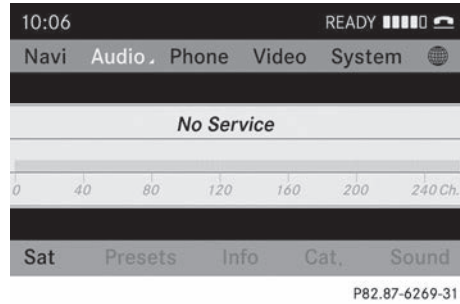 10:06 READY
Navi Audio Phone Video System
No Service
0 40 80 120 160 200 240 Ch.
Sat Presets Info Cat. Sound
P82.87-6269-31